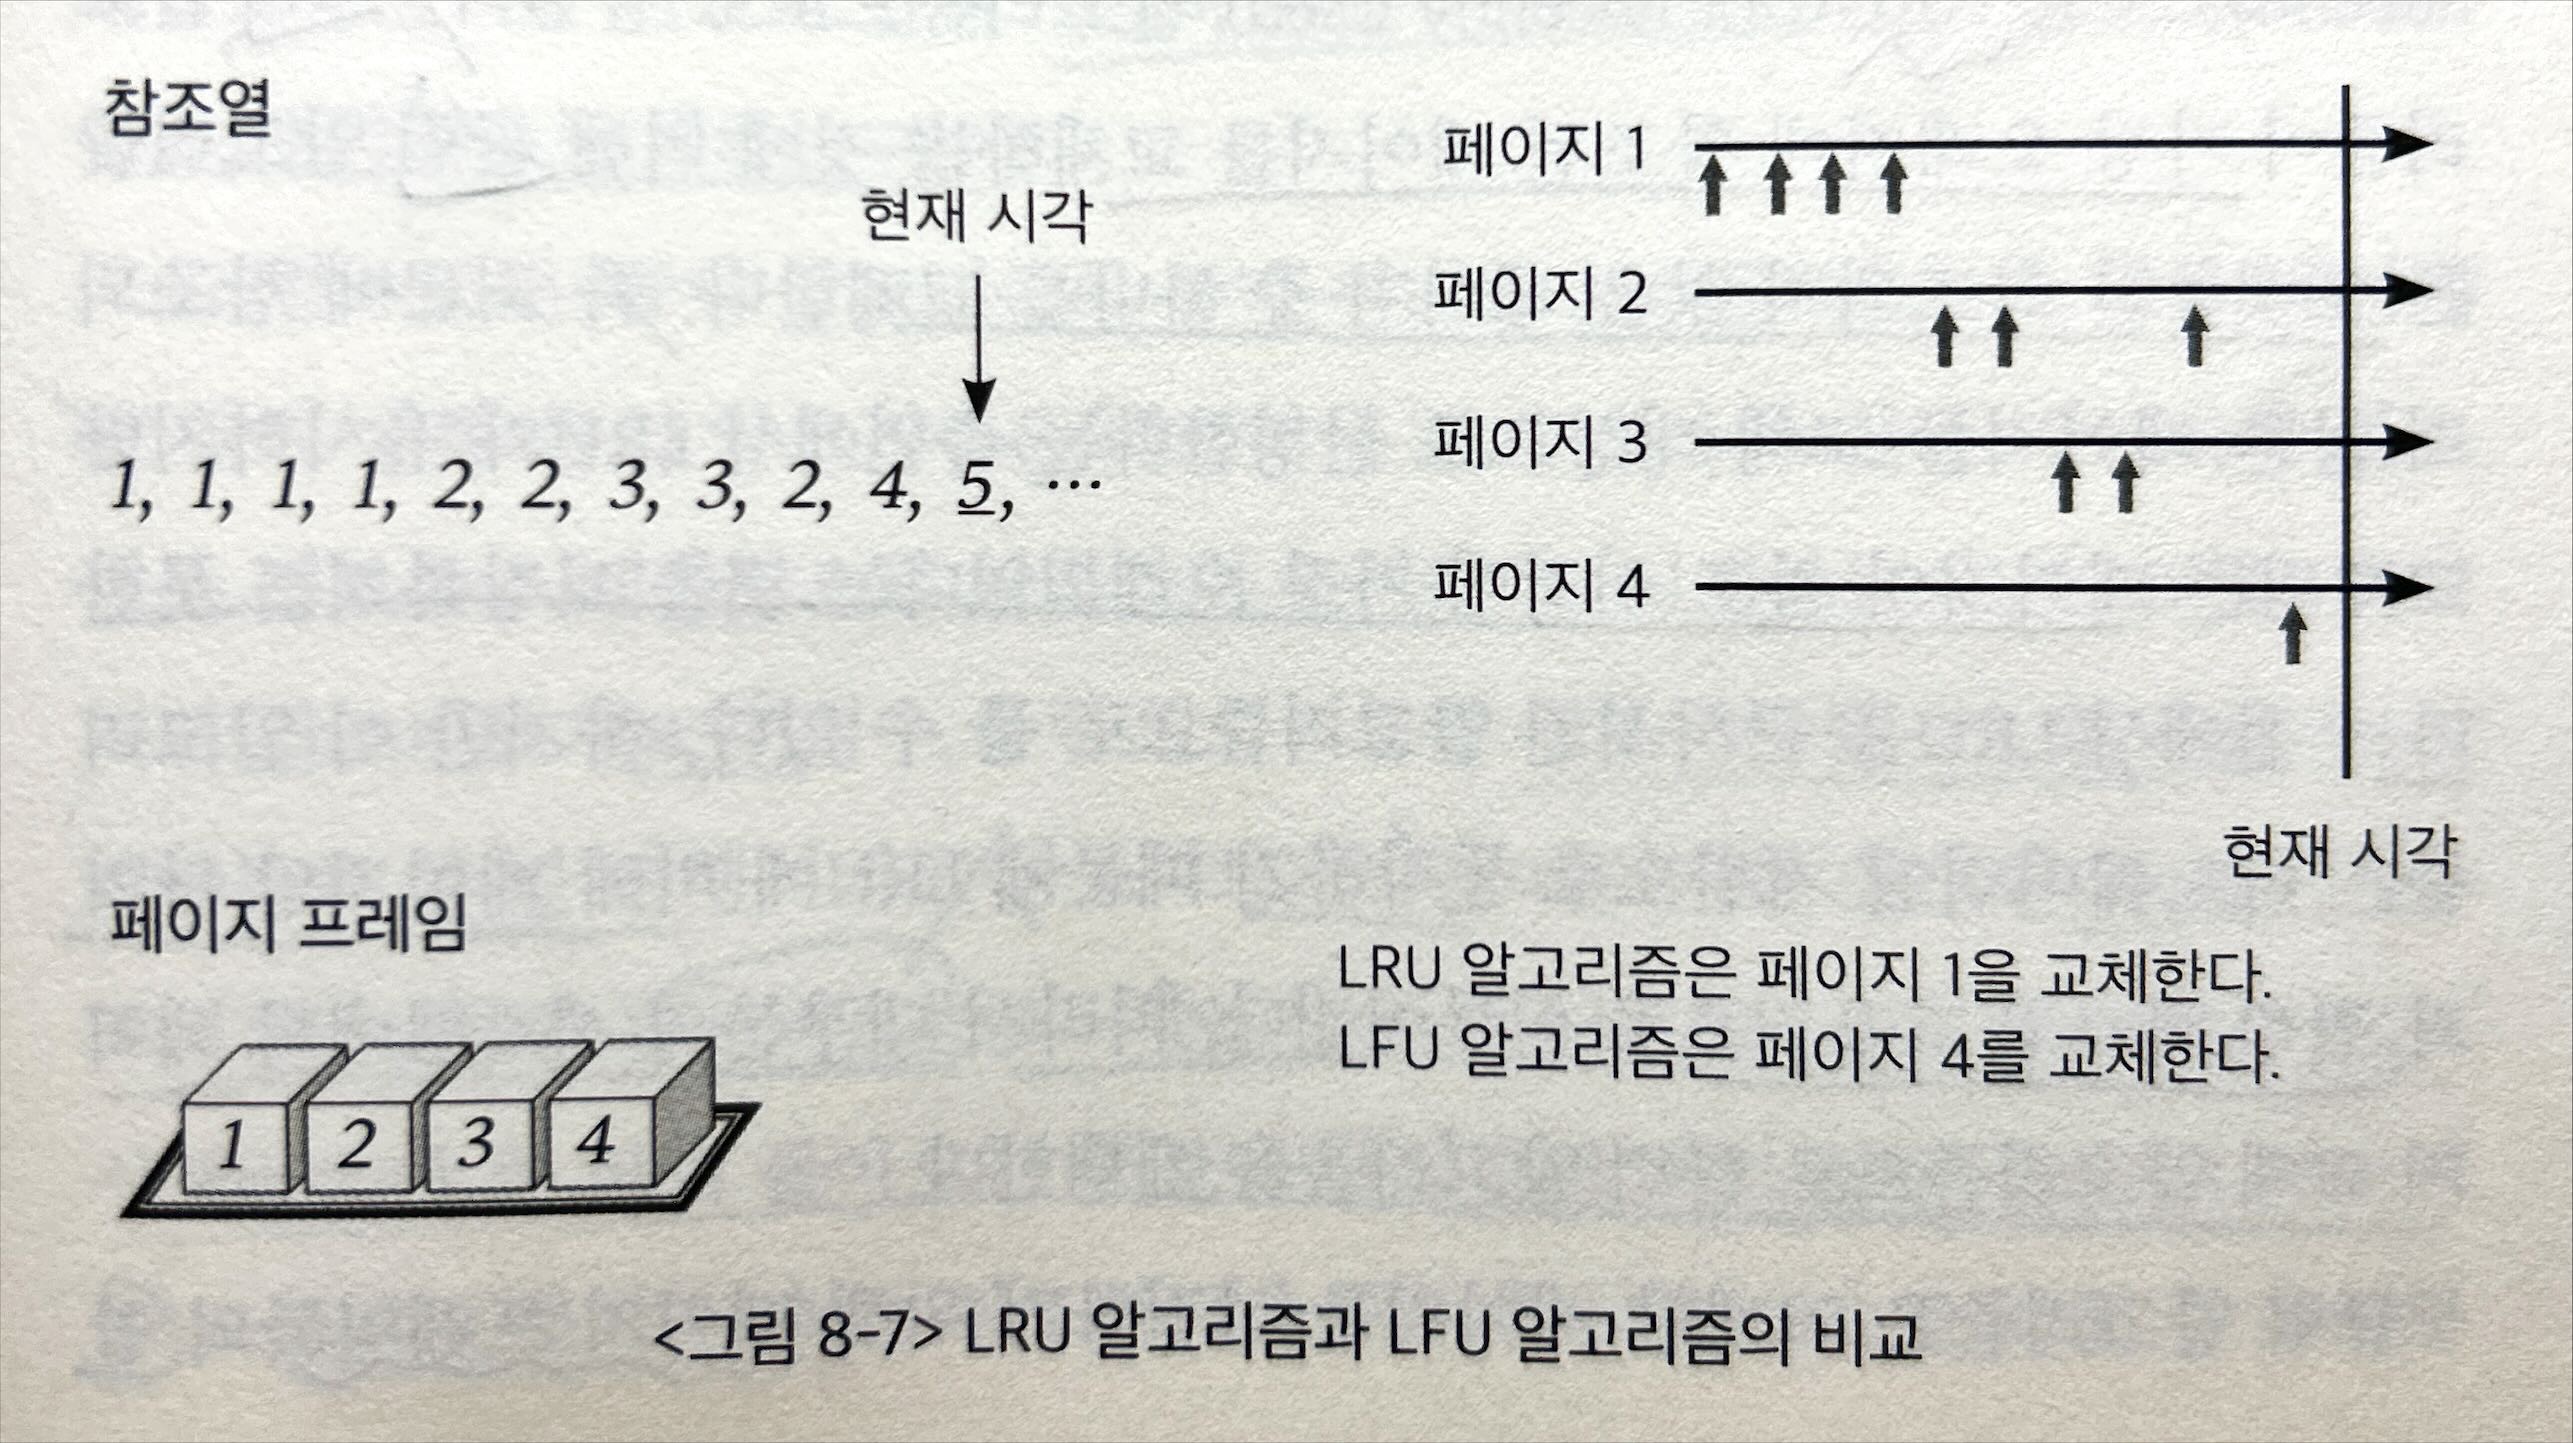 참조열
현재 시각
1, 1, 1, 1, 2, 2, 3, 3, 2, 4, 5, ⋯
페이지 1
페이지 2
페이지 3
페이지 4
현재 시각
페이지 프레임
1 2 3 4
LRU 알고리즘은 페이지 1을 교체한다.
LFU 알고리즘은 페이지 4를 교체한다.
<그림 8-7> LRU 알고리즘과 LFU 알고리즘의 비교